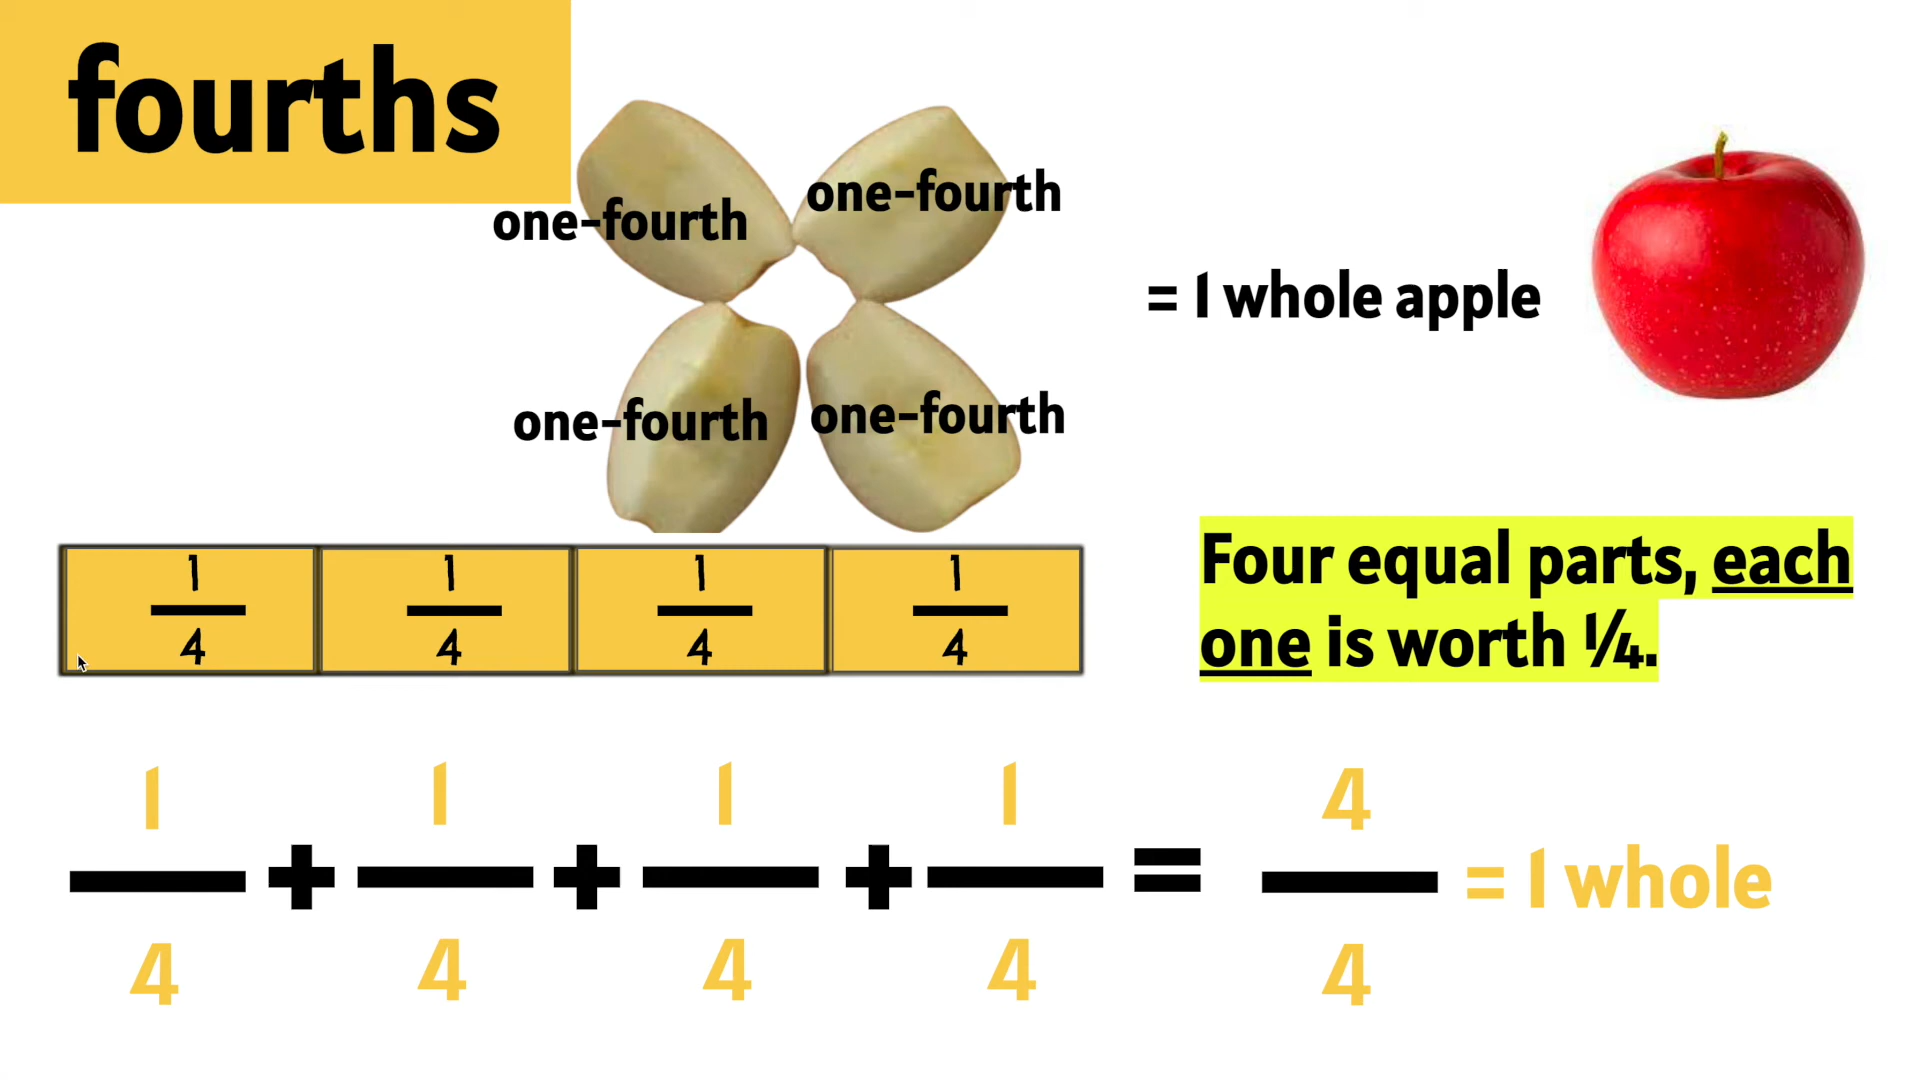 fourths
one-fourth
one-fourth
= 1 whole apple
one-fourth
one-fourth
1 1 1 1
4 4 4 4
Four equal parts, each
one is worth ¼.
1 1 1 1 4
+ + + = = 1 whole
4 4 4 4 4